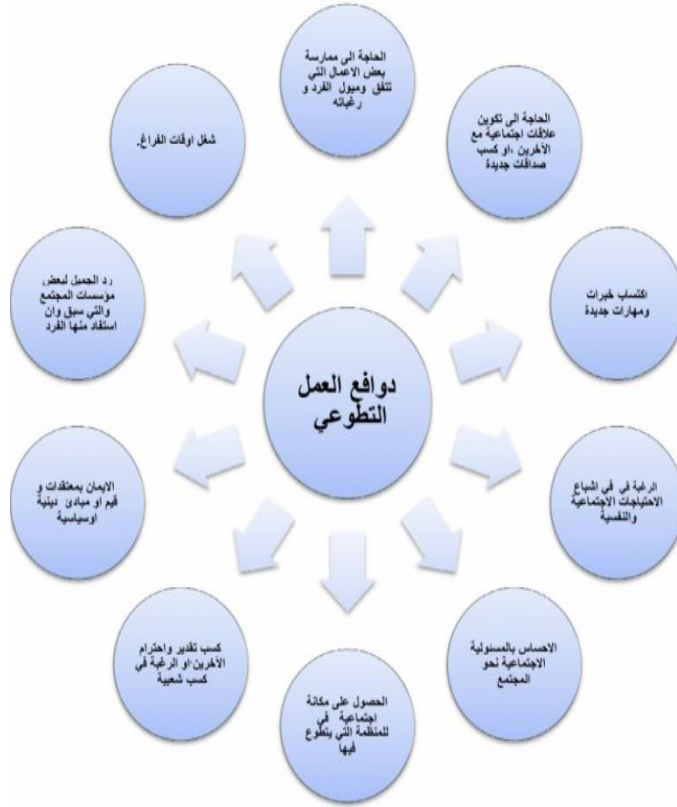 دوافع العمل
التطوعي
الحاجة الى ممارسة
بعض الاعمال التي
تتفق وميول الفرد و
رغباته
الحاجة الى تكوين
علاقات اجتماعية مع
الآخرين ،او كسب
صداقات جديدة
اكتساب خبرات
ومهارات جديدة
الرغبة في في اشباع
الاحتياجات الاجتماعية
والنفسية
الاحساس بالمسئولية
الاجتماعية نحو
المجتمع
الحصول على مكانة
اجتماعية في
للمنظمة التي يتطوع
فيها
كسب تقدير واحترام
الآخرين؛او الرغبة في
كسب شعبية
الايمان بمعتقدات و
قيم او مبادئ دينية
اوسياسية
رد الجميل لبعض
مؤسسات المجتمع
والتي سبق وان
استفاد منها الفرد
شغل اوقات الفراغ.